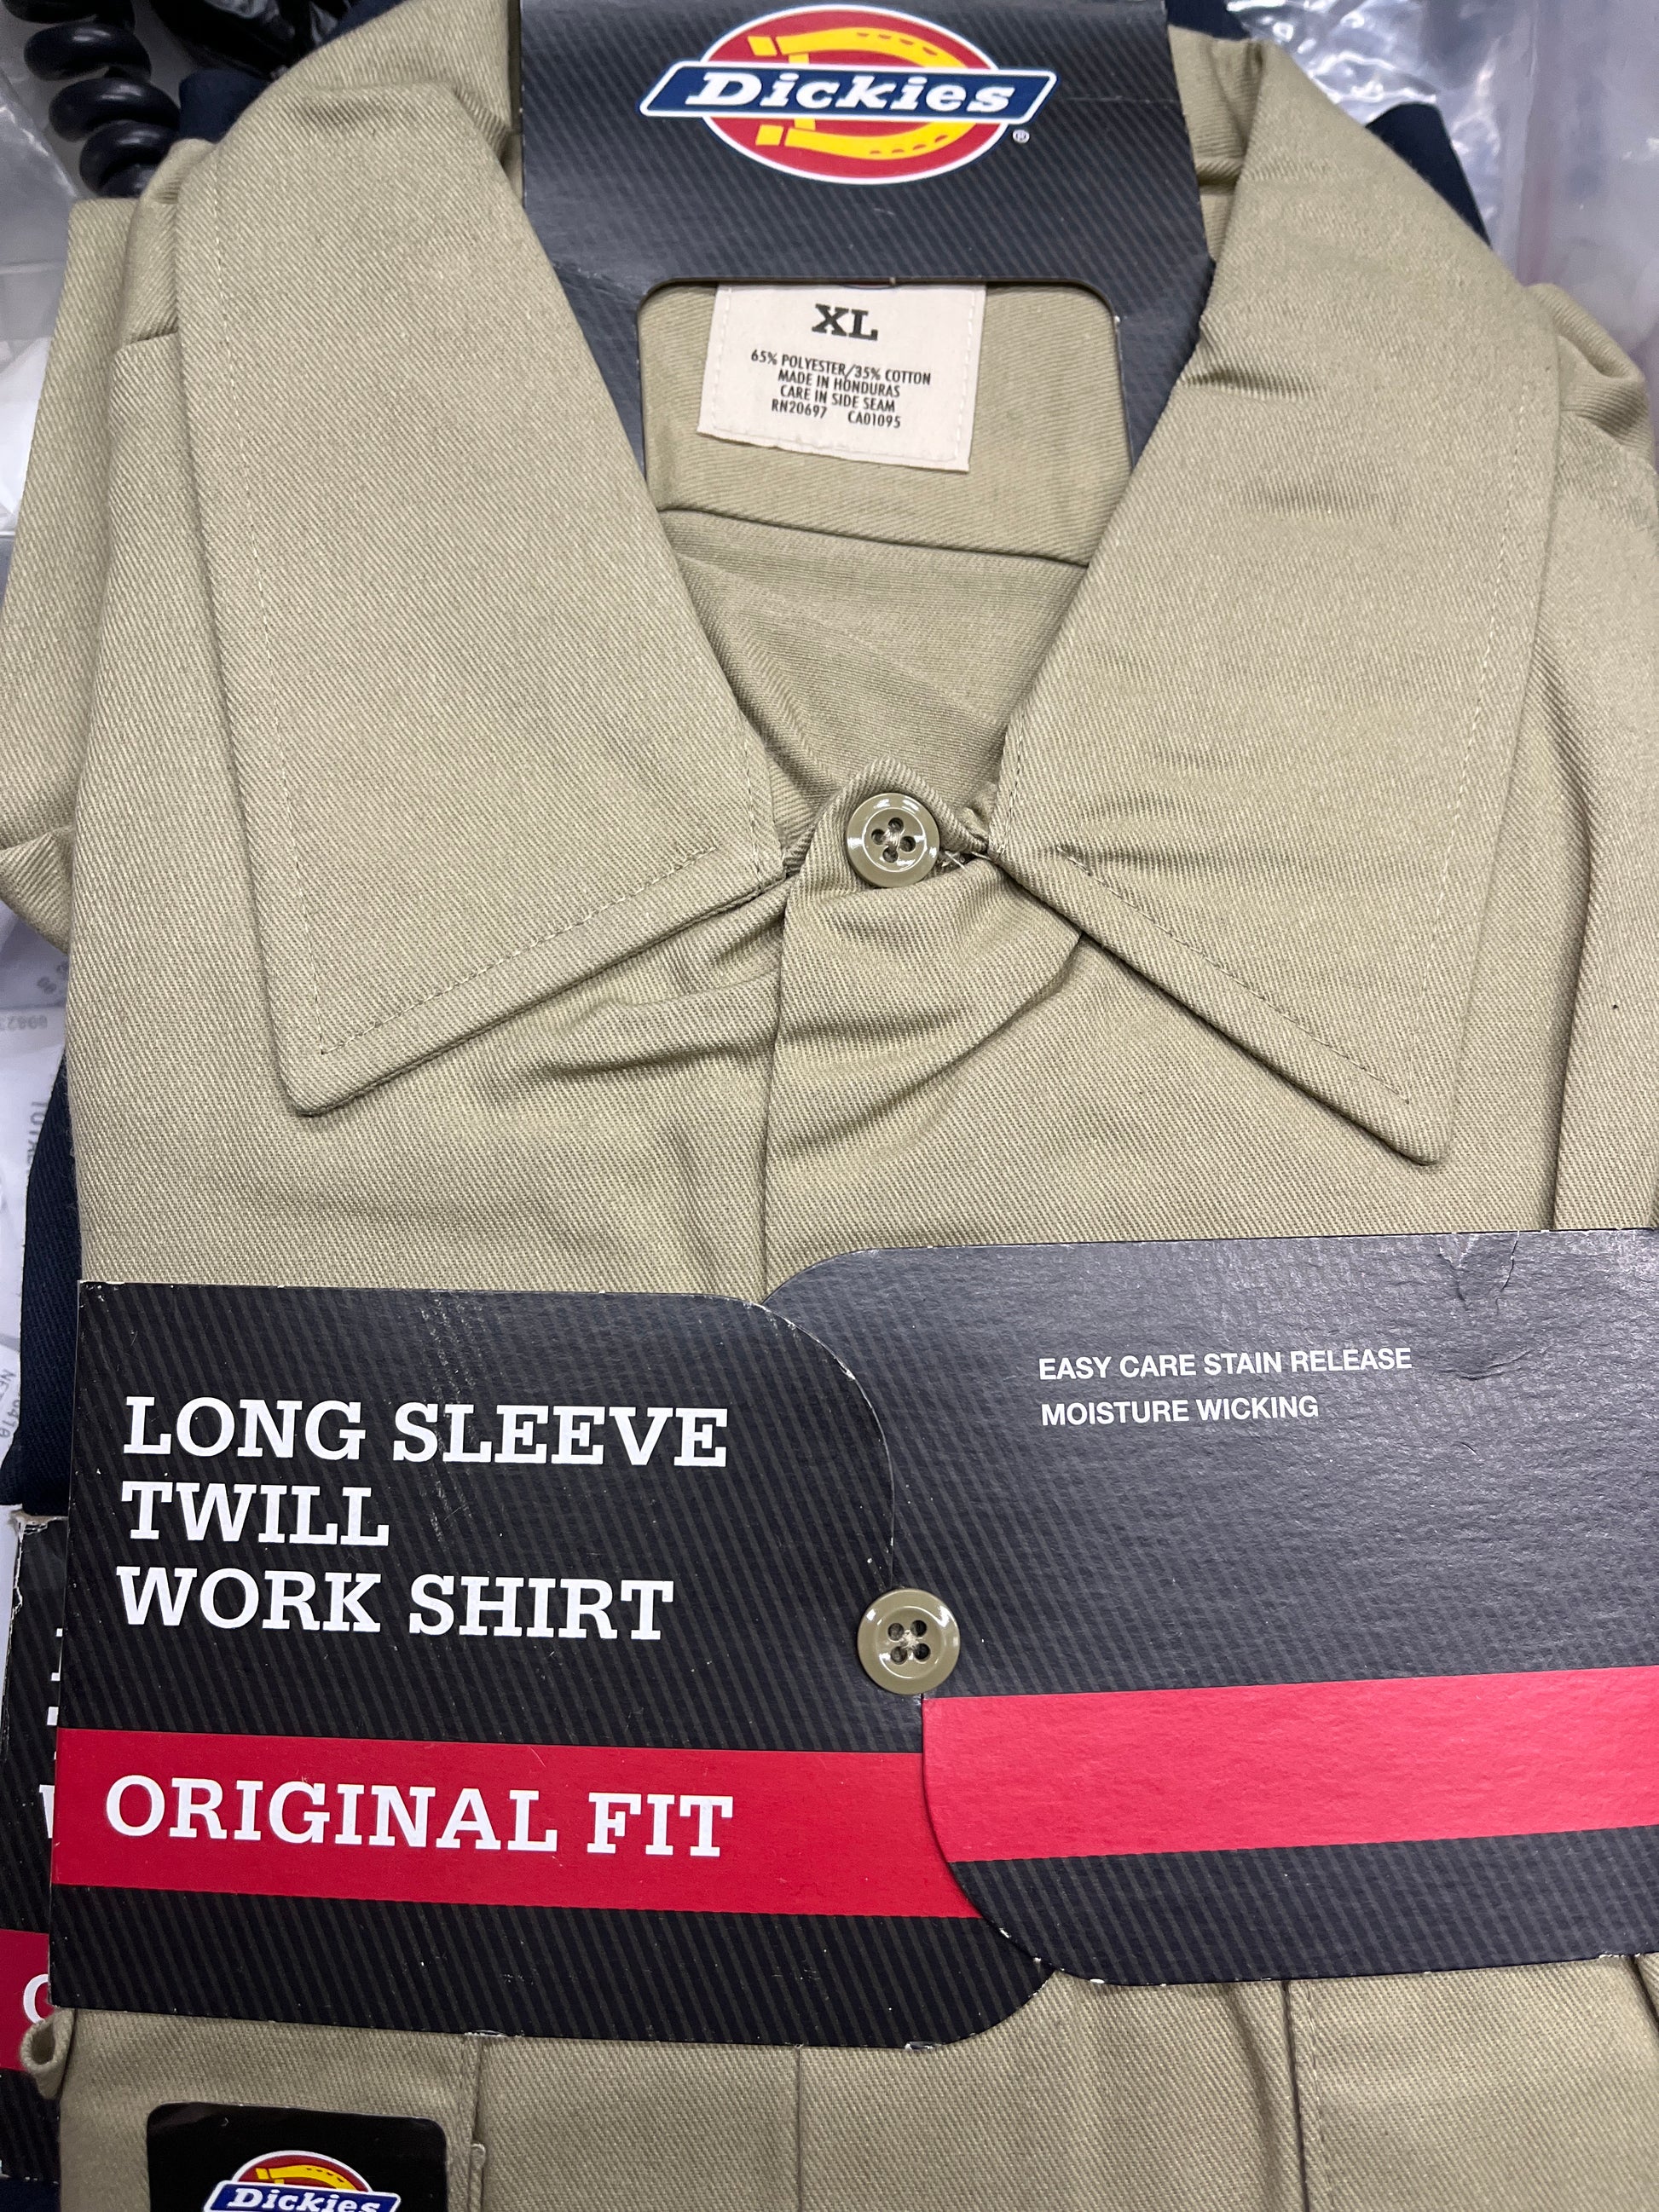 Dickies
®
XL
65% POLYESTER/35% COTTON
MADE IN HONDURAS
CARE IN SIDE SEAM
RN20697 CA01095
EASY CARE STAIN RELEASE
MOISTURE WICKING
LONG SLEEVE
TWILL
WORK SHIRT
ORIGINAL FIT
Dickies